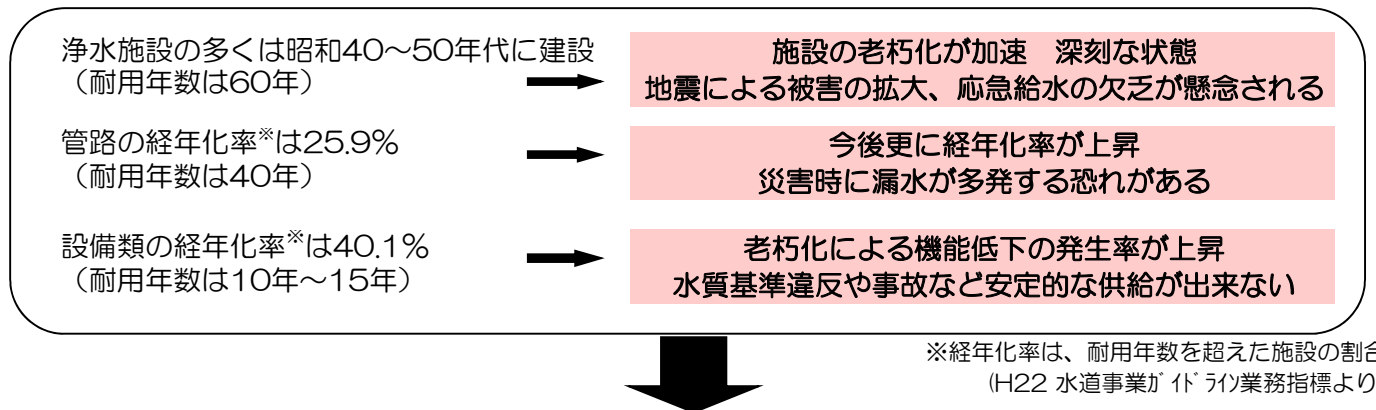 浄水施設の多くは昭和40～50年代に建設
（耐用年数は60年）
施設の老朽化が加速　深刻な状態
地震による被害の拡大、応急給水の欠乏が懸念される
管路の経年化率※は25.9%
（耐用年数は40年）
今後更に経年化率が上昇
災害時に漏水が多発する恐れがある
設備類の経年化率※は40.1%
（耐用年数は10年～15年）
老朽化による機能低下の発生率が上昇
水質基準違反や事故など安定的な供給が出来ない
※経年化率は、耐用年数を超えた施設の割合
(H22 水道事業ｶﾞｲﾄﾞﾗｲﾝ業務指標より